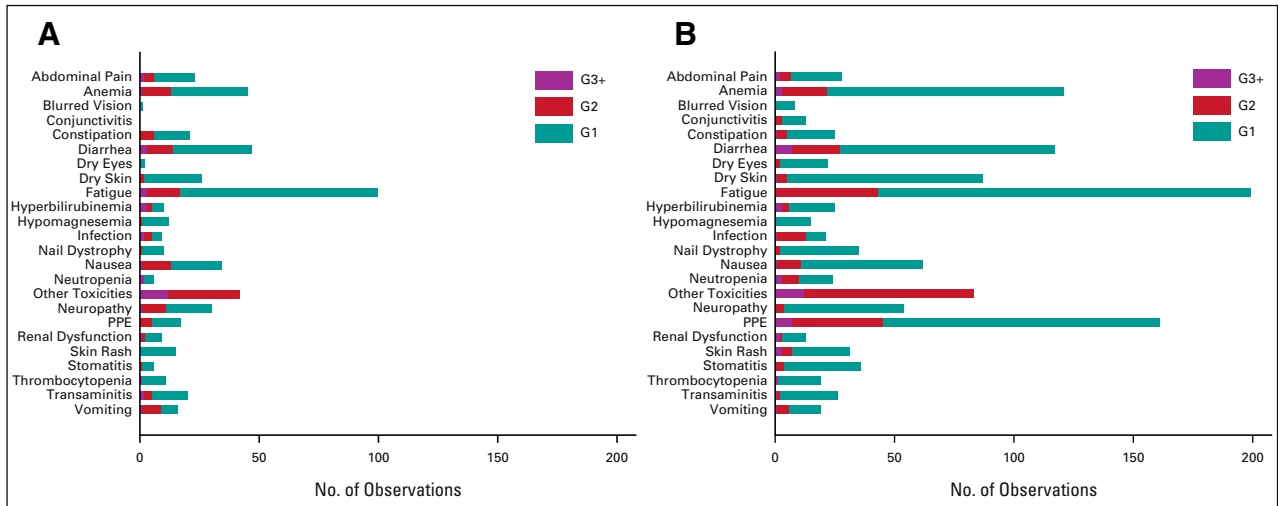 A
Abdominal Pain
Anemia
Blurred Vision
Conjunctivitis
Constipation
Diarrhea
Dry Eyes
Dry Skin
Fatigue
Hyperbilirubinemia
Hypomagnesemia
Infection
Nail Dystrophy
Nausea
Neutropenia
Other Toxicities
Neuropathy
PPE
Renal Dysfunction
Skin Rash
Stomatitis
Thrombocytopenia
Transaminitis
Vomiting
G3+
G2
G1
0 50 100 150 200
No. of Observations
B
Abdominal Pain
Anemia
Blurred Vision
Conjunctivitis
Constipation
Diarrhea
Dry Eyes
Dry Skin
Fatigue
Hyperbilirubinemia
Hypomagnesemia
Infection
Nail Dystrophy
Nausea
Neutropenia
Other Toxicities
Neuropathy
PPE
Renal Dysfunction
Skin Rash
Stomatitis
Thrombocytopenia
Transaminitis
Vomiting
G3+
G2
G1
0 50 100 150 200
No. of Observations